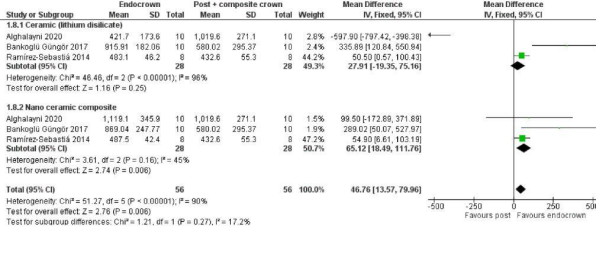 Endocrown Post + composite crown Mean Difference Mean Difference
Study or Subgroup Mean SD Total Mean SD Total Weight IV, Fixed, 95% CI IV, Fixed, 95% CI
1.8.1 Ceramic (lithium disilicate)
Alghalayini 2020 421.7 173.6 10 1,019.6 271.1 10 2.8% -597.90 [-797.42, -398.38]
Bankoglü Güngör 2017 915.91 182.06 10 580.02 295.37 10 2.4% 335.89 [120.84, 550.94]
Ramírez-Sebastiá 2014 483.1 46.2 8 432.6 55.3 8 44.2% 50.50 [0.57, 100.43]
Subtotal (95% CI) 28 28 49.3% 27.91 [-19.35, 75.16]
Heterogeneity: Chi² = 46.46, df = 2 (P < 0.00001); I² = 96%
Test for overall effect: Z = 1.16 (P = 0.25)
1.8.2 Nano ceramic composite
Alghalayini 2020 1,119.1 345.9 10 1,019.6 271.1 10 1.5% 99.50 [-172.89, 371.89]
Bankoglü Güngör 2017 869.04 247.77 10 580.02 295.37 10 1.9% 289.02 [50.07, 527.97]
Ramírez-Sebastiá 2014 487.5 42.4 8 432.6 55.3 8 47.4% 54.90 [6.61, 103.19]
Subtotal (95% CI) 28 28 50.7% 65.12 [18.49, 111.76]
Heterogeneity: Chi² = 3.61, df = 2 (P = 0.16); I² = 45%
Test for overall effect: Z = 2.74 (P = 0.006)
Total (95% CI) 56 56 100.0% 46.76 [13.57, 79.96]
Heterogeneity: Chi² = 51.27, df = 5 (P < 0.00001); I² = 90%
Test for overall effect: Z = 2.76 (P = 0.006)
Test for subgroup differences: Chi² = 1.21, df = 1 (P = 0.27), I² = 17.2%
-500 -250 0 250 500
Favours post Favours endocrown